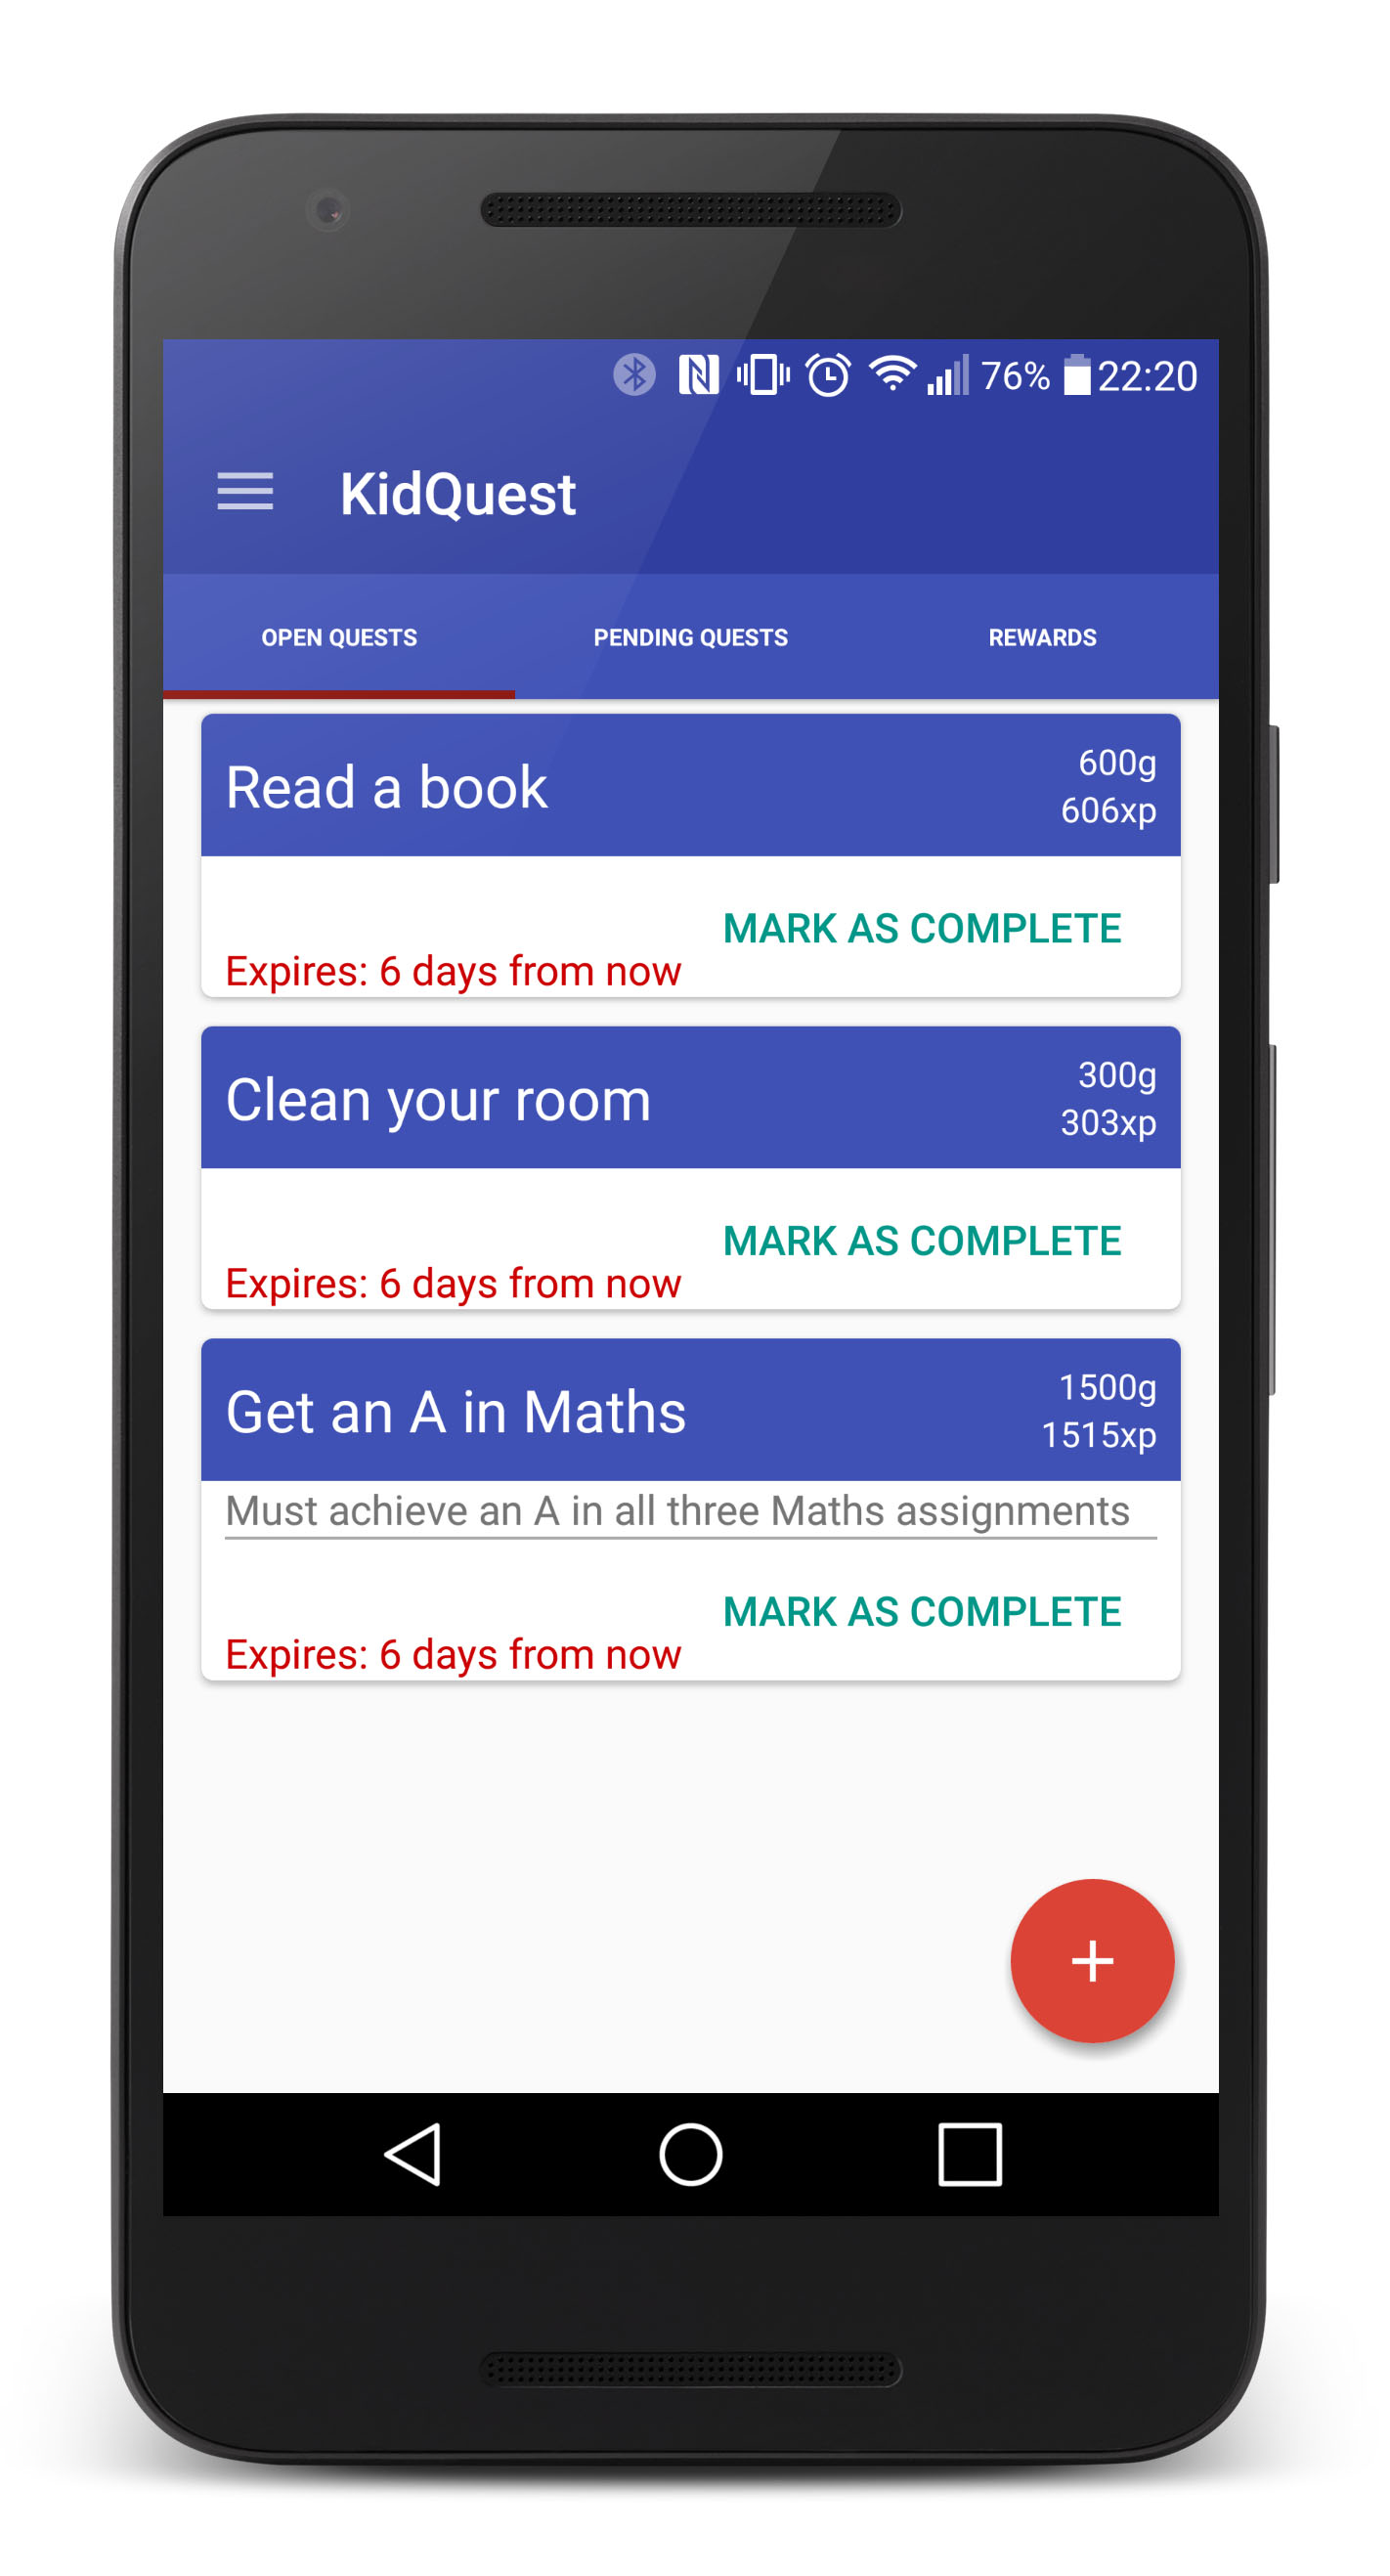 76% 22:20
KidQuest
OPEN QUESTS PENDING QUESTS REWARDS
Read a book
600g
606xp
MARK AS COMPLETE
Expires: 6 days from now
Clean your room
300g
303xp
MARK AS COMPLETE
Expires: 6 days from now
Get an A in Maths
1500g
1515xp
Must achieve an A in all three Maths assignments
MARK AS COMPLETE
Expires: 6 days from now